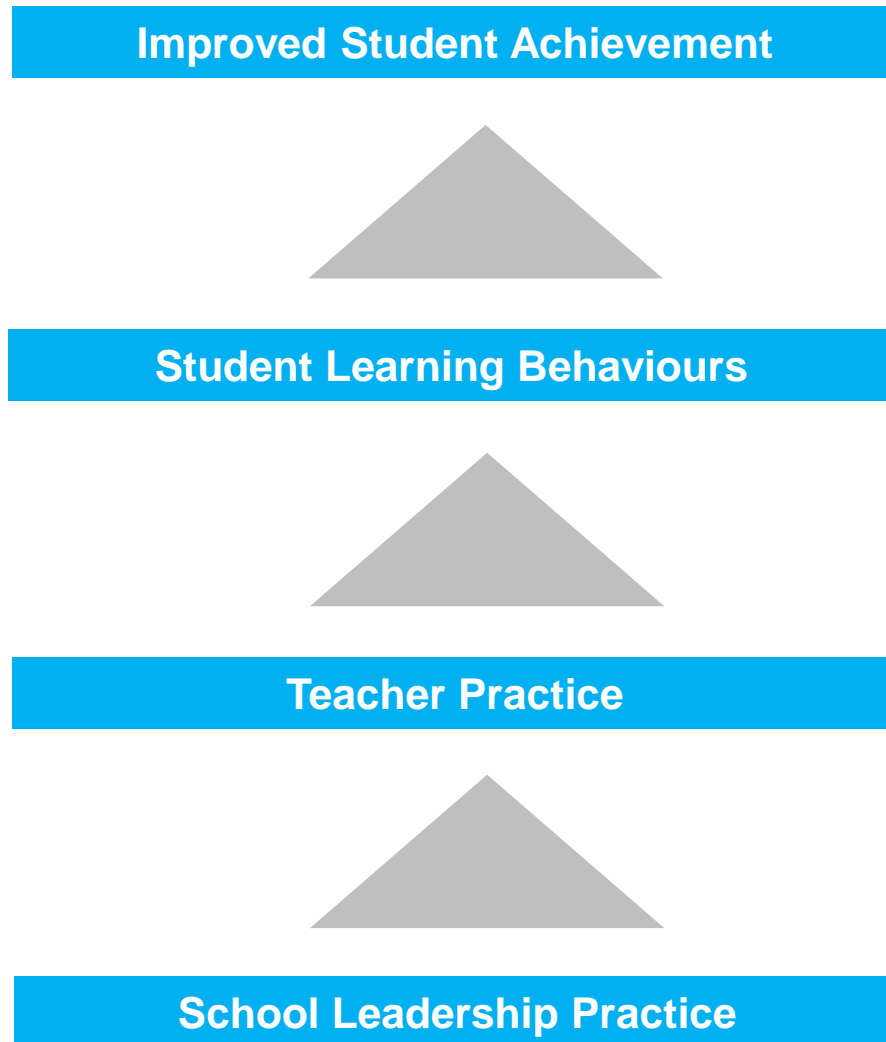 Improved Student Achievement
Student Learning Behaviours
Teacher Practice
School Leadership Practice